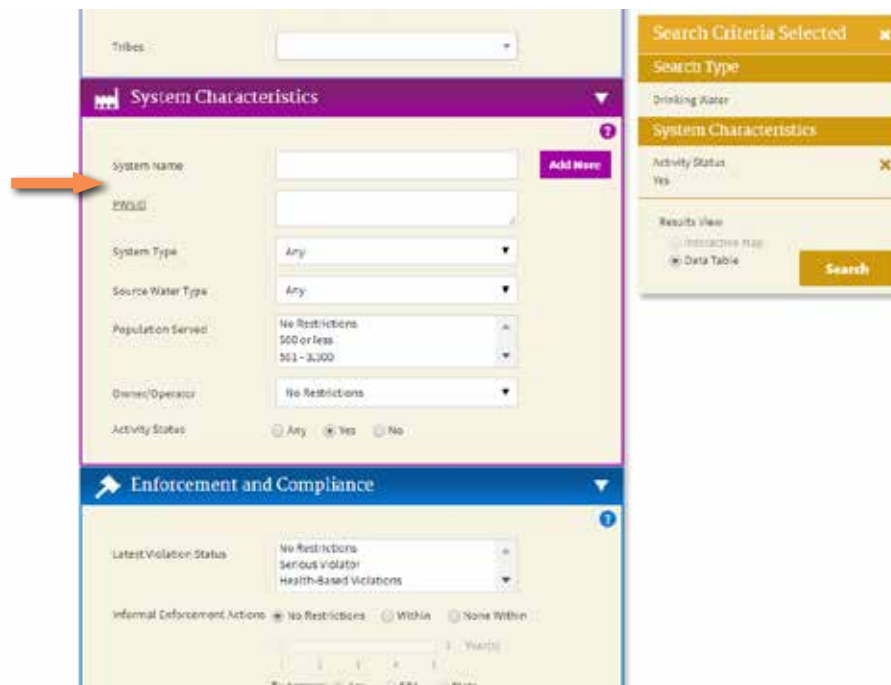 Tribes
System Characteristics
System Name
Add More
PWSID
System Type
Any
Source Water Type
Any
Population Served
No Restrictions
500 or less
501 - 3,300
Owner/Operator
No Restrictions
Activity Status
Any Yes No
Enforcement and Compliance
Latest Violation Status
No Restrictions
Serious Violator
Health-Based Violations
Informal Enforcement Actions No Restrictions Within None Within
Year(s)
Search Criteria Selected
Search Type
Drinking Water
System Characteristics
Activity Status
Yes
Results View
Interactive Map
Data Table
Search